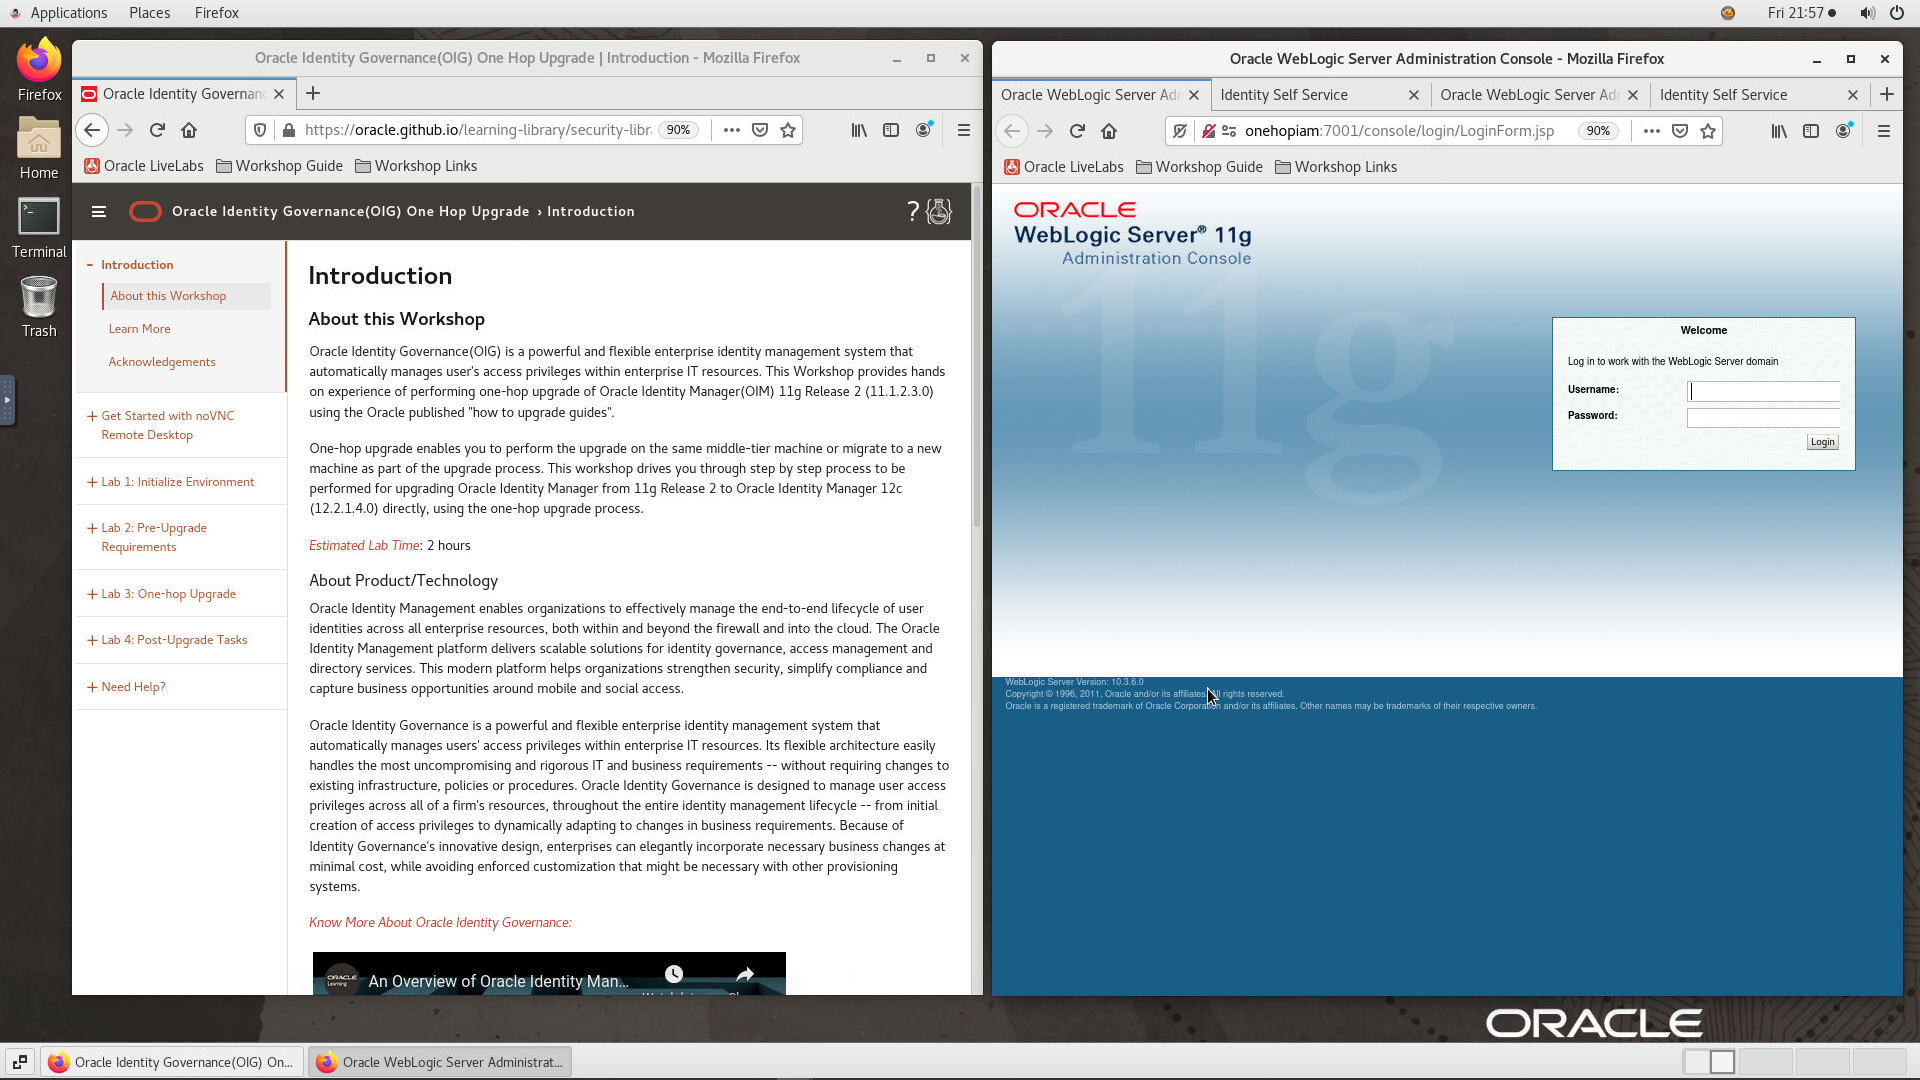 Applications Places Firefox
Fri 21:57
Firefox
Home
Terminal
Trash
Oracle Identity Governance(OIG) One Hop Upgrade | Introduction - Mozilla Firefox
Oracle Identity Governanc
https://oracle.github.io/learning-library/security-libr
90%
Oracle LiveLabs Workshop Guide Workshop Links
Oracle Identity Governance(OIG) One Hop Upgrade › Introduction
?
- Introduction
About this Workshop
Learn More
Acknowledgements
+ Get Started with noVNC
Remote Desktop
+ Lab 1: Initialize Environment
+ Lab 2: Pre-Upgrade
Requirements
+ Lab 3: One-hop Upgrade
+ Lab 4: Post-Upgrade Tasks
+ Need Help?
Introduction
About this Workshop
Oracle Identity Governance(OIG) is a powerful and flexible enterprise identity management system that
automatically manages user's access privileges within enterprise IT resources. This Workshop provides hands
on experience of performing one-hop upgrade of Oracle Identity Manager(OIM) 11g Release 2 (11.1.2.3.0)
using the Oracle published "how to upgrade guides".
One-hop upgrade enables you to perform the upgrade on the same middle-tier machine or migrate to a new
machine as part of the upgrade process. This workshop drives you through step by step process to be
performed for upgrading Oracle Identity Manager from 11g Release 2 to Oracle Identity Manager 12c
(12.2.1.4.0) directly, using the one-hop upgrade process.
Estimated Lab Time: 2 hours
About Product/Technology
Oracle Identity Management enables organizations to effectively manage the end-to-end lifecycle of user
identities across all enterprise resources, both within and beyond the firewall and into the cloud. The Oracle
Identity Management platform delivers scalable solutions for identity governance, access management and
directory services. This modern platform helps organizations strengthen security, simplify compliance and
capture business opportunities around mobile and social access.
Oracle Identity Governance is a powerful and flexible enterprise identity management system that
automatically manages users' access privileges within enterprise IT resources. Its flexible architecture easily
handles the most uncompromising and rigorous IT and business requirements -- without requiring changes to
existing infrastructure, policies or procedures. Oracle Identity Governance is designed to manage user access
privileges across all of a firm's resources, throughout the entire identity management lifecycle -- from initial
creation of access privileges to dynamically adapting to changes in business requirements. Because of
Identity Governance's innovative design, enterprises can elegantly incorporate necessary business changes at
minimal cost, while avoiding enforced customization that might be necessary with other provisioning
systems.
Know More About Oracle Identity Governance:
ORACLE
Learning
An Overview of Oracle Identity Man...
Oracle WebLogic Server Administration Console - Mozilla Firefox
Oracle WebLogic Server Adm Identity Self Service Oracle WebLogic Server Adm Identity Self Service
onehopiam:7001/console/login/LoginForm.jsp
90%
Oracle LiveLabs Workshop Guide Workshop Links
ORACLE
WebLogic Server® 11g
Administration Console
11g
Welcome
Log in to work with the WebLogic Server domain
Username:
Password:
Login
WebLogic Server Version: 10.3.6.0
Copyright © 1996, 2011, Oracle and/or its affiliates. All rights reserved.
Oracle is a registered trademark of Oracle Corporation and/or its affiliates. Other names may be trademarks of their respective owners.
ORACLE
Oracle Identity Governance(OIG) On...
Oracle WebLogic Server Administrat...